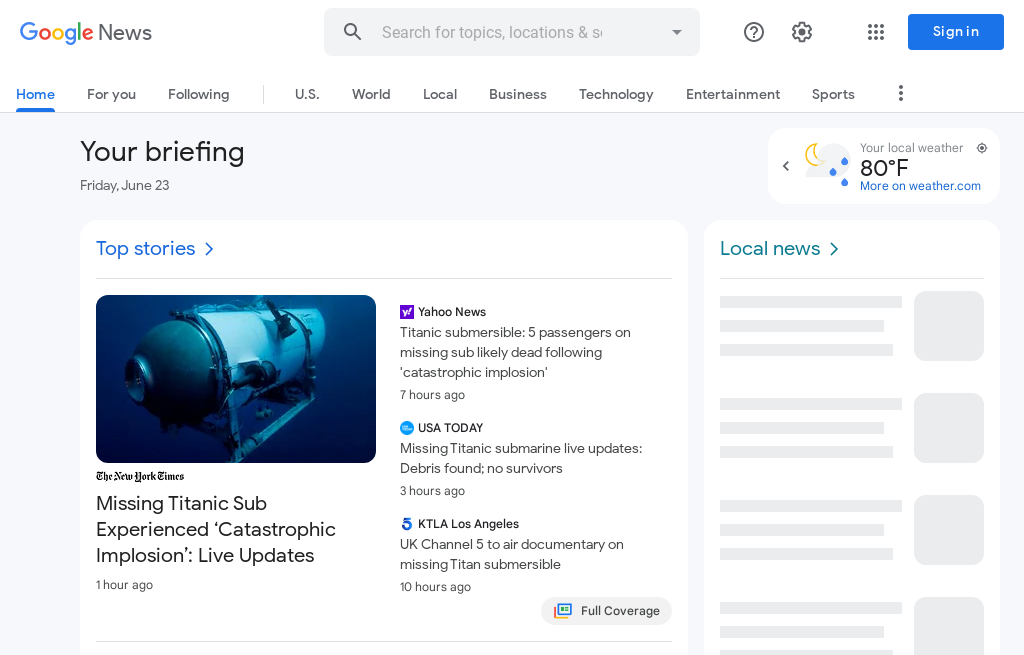 Google News
Search for topics, locations & so
Sign in
Home
For you
Following
U.S.
World
Local
Business
Technology
Entertainment
Sports
Your briefing
Friday, June 23
Your local weather
80°F
More on weather.com
Top stories
The New York Times
Missing Titanic Sub
Experienced ‘Catastrophic
Implosion’: Live Updates
1 hour ago
Yahoo News
Titanic submersible: 5 passengers on
missing sub likely dead following
'catastrophic implosion'
7 hours ago
USA TODAY
Missing Titanic submarine live updates:
Debris found; no survivors
3 hours ago
5 KTLA Los Angeles
UK Channel 5 to air documentary on
missing Titan submersible
10 hours ago
Full Coverage
Local news